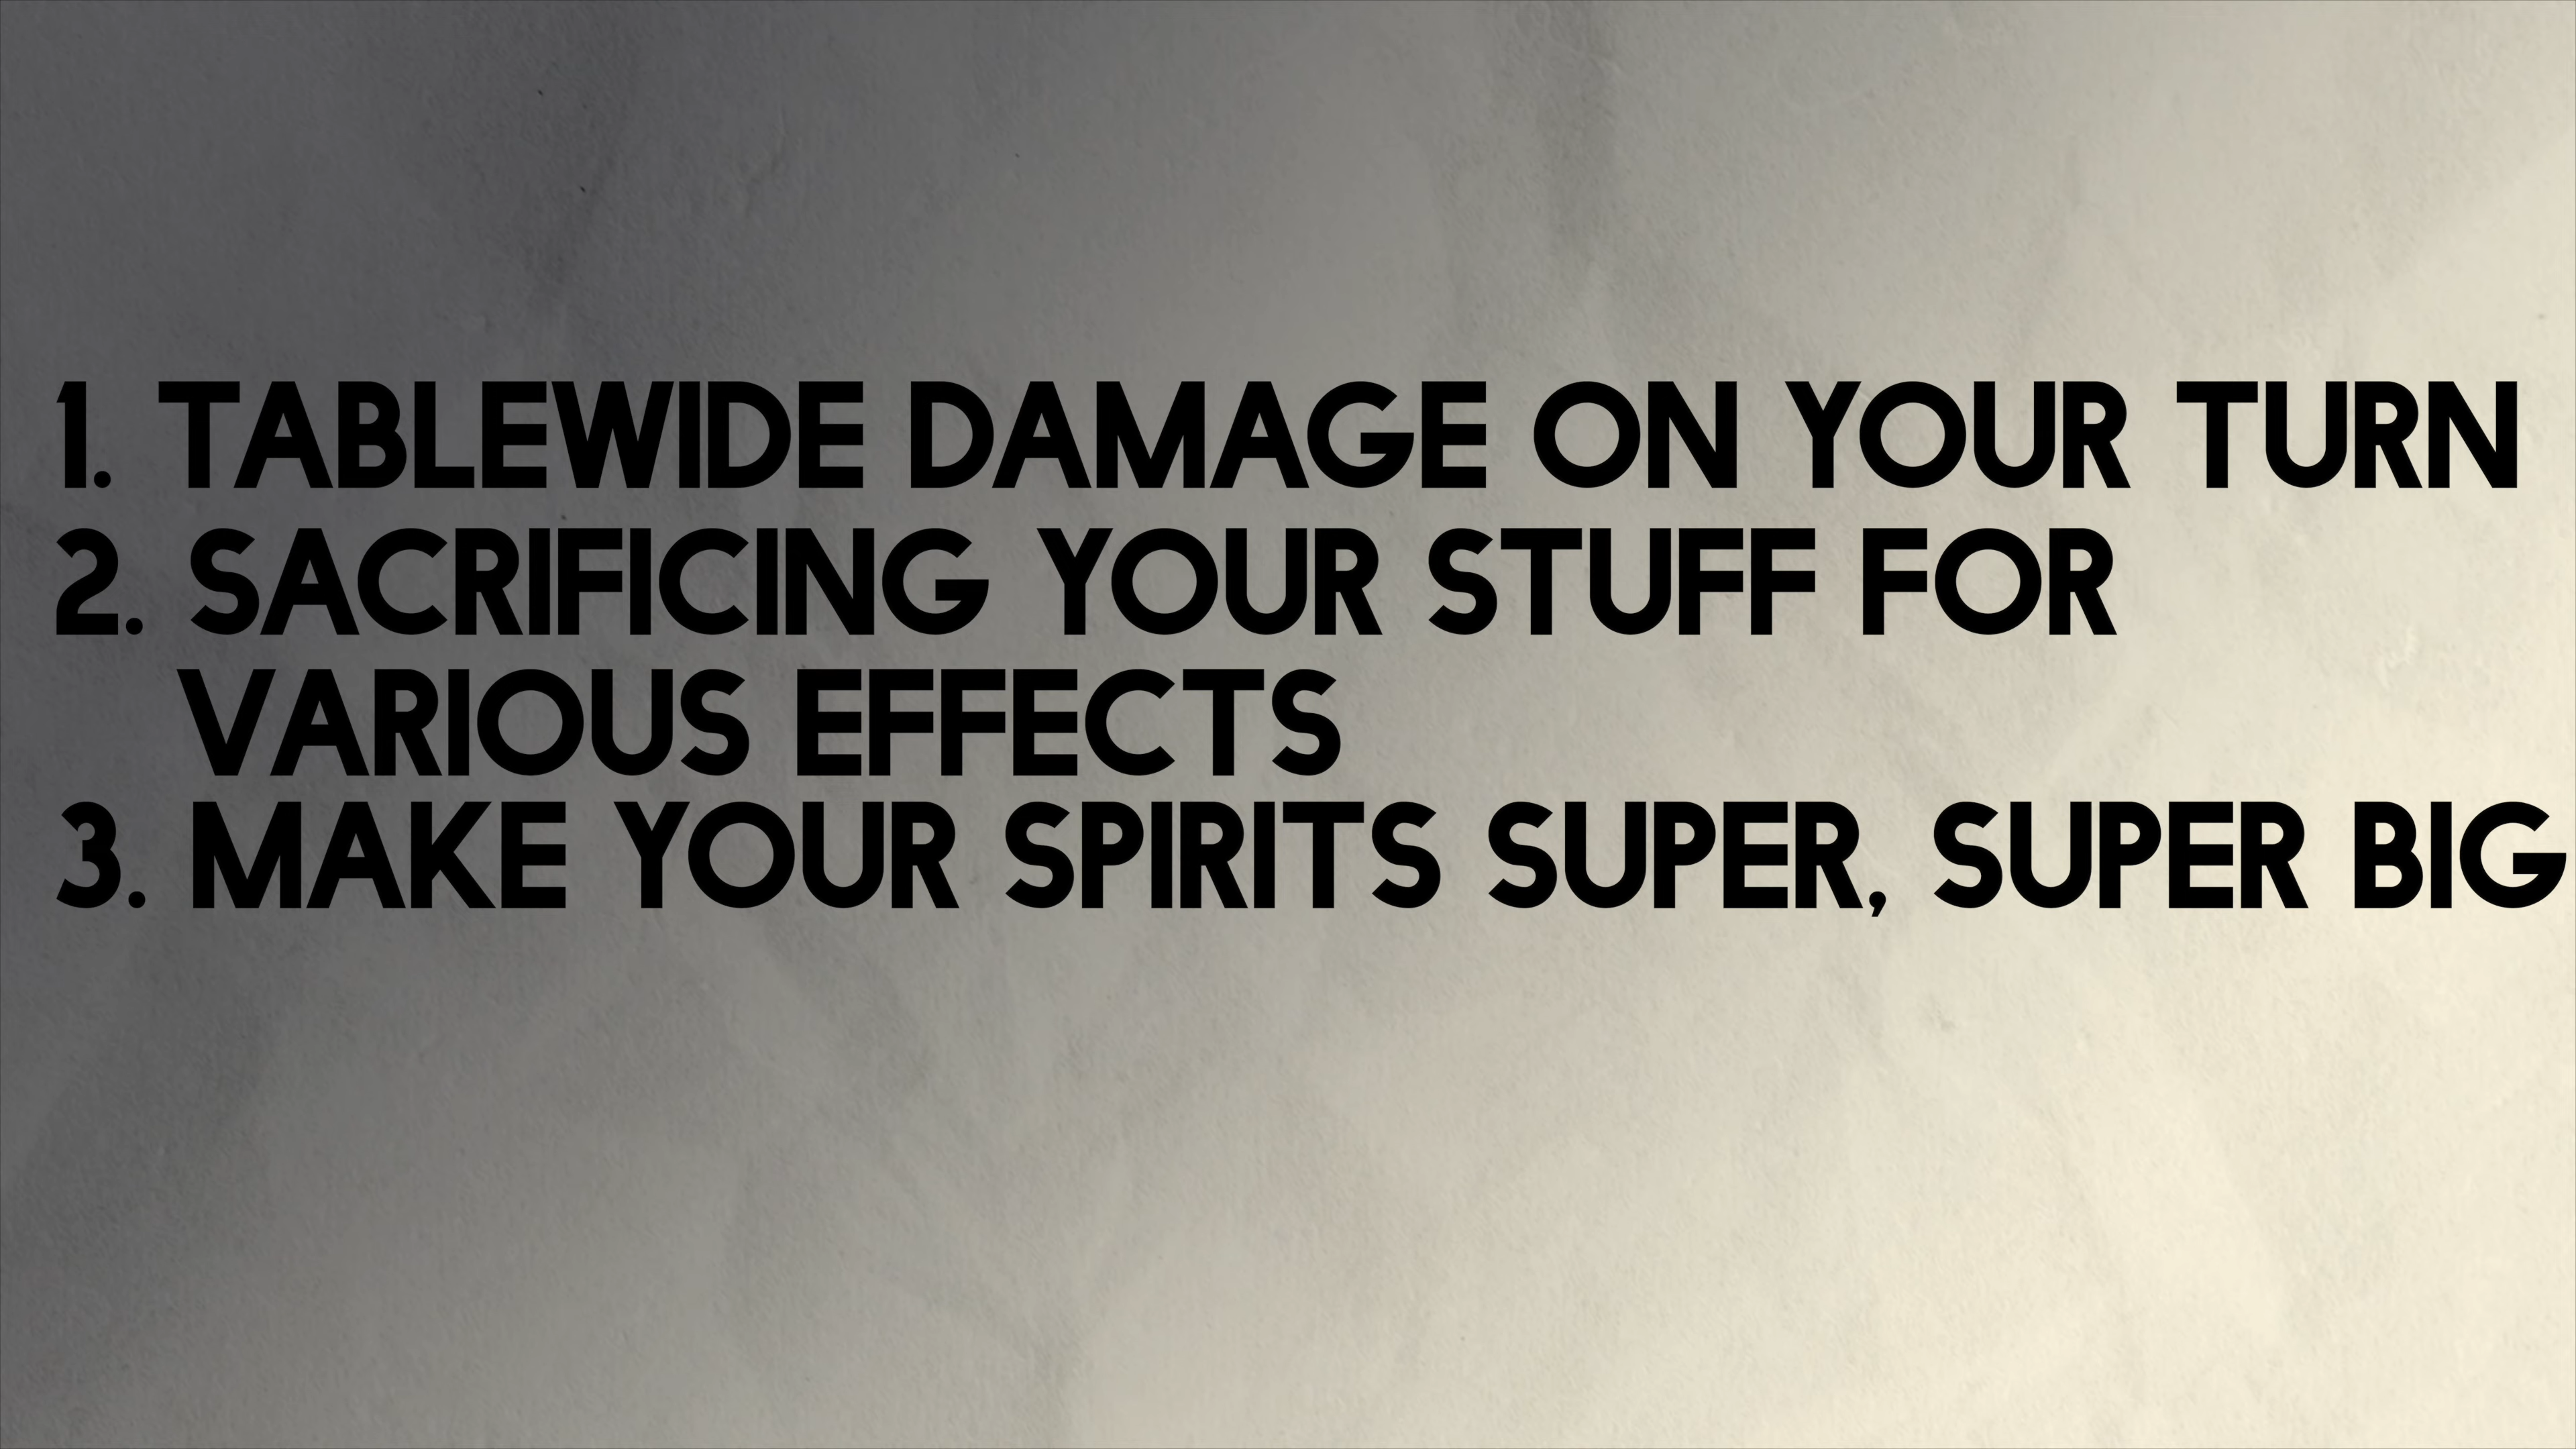 1. TABLEWIDE DAMAGE ON YOUR TURN
2. SACRIFICING YOUR STUFF FOR
VARIOUS EFFECTS
3. MAKE YOUR SPIRITS SUPER, SUPER BIG